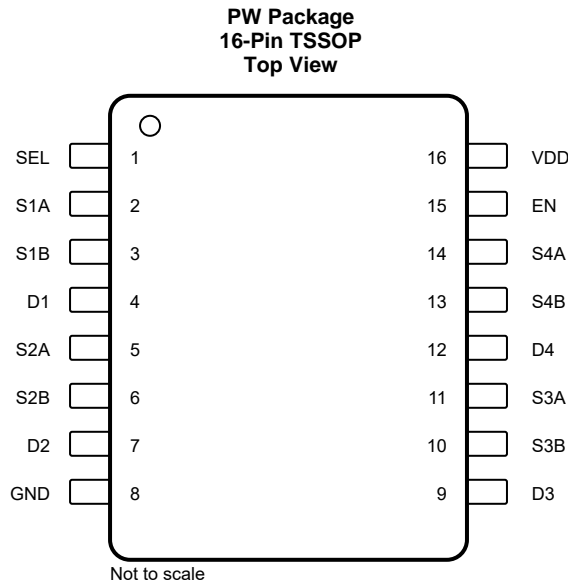 PW Package
16-Pin TSSOP
Top View
SEL 1 16 VDD
S1A 2 15 EN
S1B 3 14 S4A
D1 4 13 S4B
S2A 5 12 D4
S2B 6 11 S3A
D2 7 10 S3B
GND 8 9 D3
Not to scale